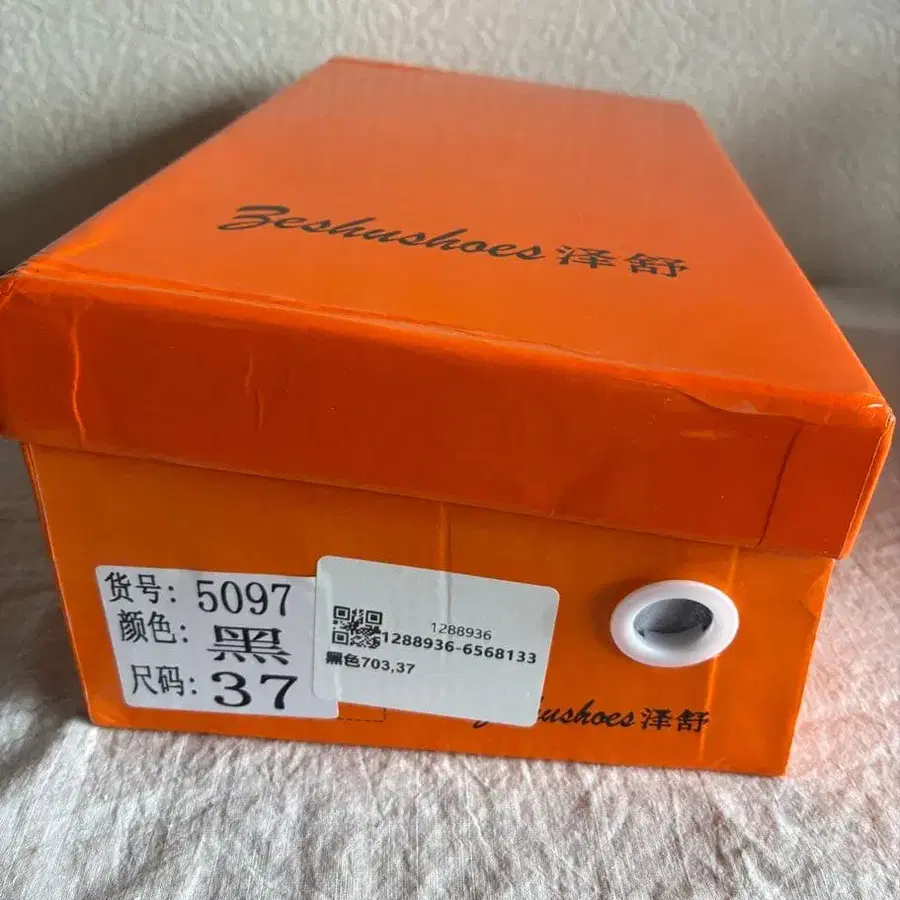 Zeshushoes 泽舒
货号: 5097
颜色: 黑
尺码: 37
1288936
1288936-6568133
黑色703,37
shushoes 泽舒